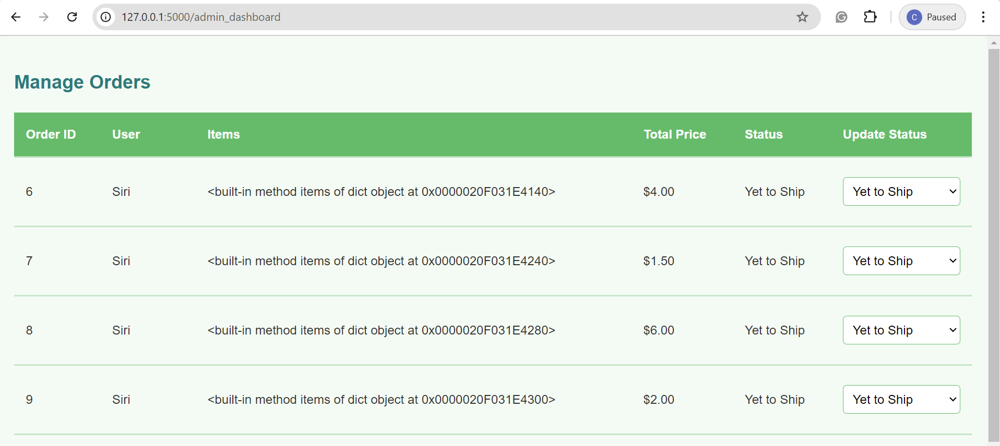 127.0.0.1:5000/admin_dashboard
C Paused
Manage Orders
Order ID User Items Total Price Status Update Status
6 Siri <built-in method items of dict object at 0x0000020F031E4140> $4.00 Yet to Ship Yet to Ship
7 Siri <built-in method items of dict object at 0x0000020F031E4240> $1.50 Yet to Ship Yet to Ship
8 Siri <built-in method items of dict object at 0x0000020F031E4280> $6.00 Yet to Ship Yet to Ship
9 Siri <built-in method items of dict object at 0x0000020F031E4300> $2.00 Yet to Ship Yet to Ship